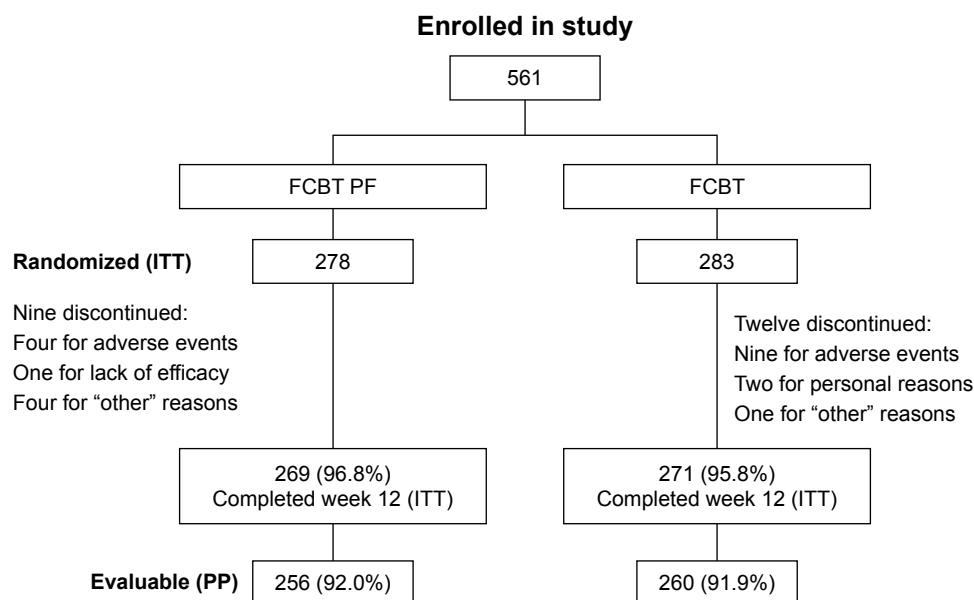 Enrolled in study
561
FCBT PF
FCBT
Randomized (ITT)
278
283
Nine discontinued:
Four for adverse events
One for lack of efficacy
Four for “other” reasons
Twelve discontinued:
Nine for adverse events
Two for personal reasons
One for “other” reasons
269 (96.8%)
Completed week 12 (ITT)
271 (95.8%)
Completed week 12 (ITT)
Evaluable (PP)
256 (92.0%)
260 (91.9%)